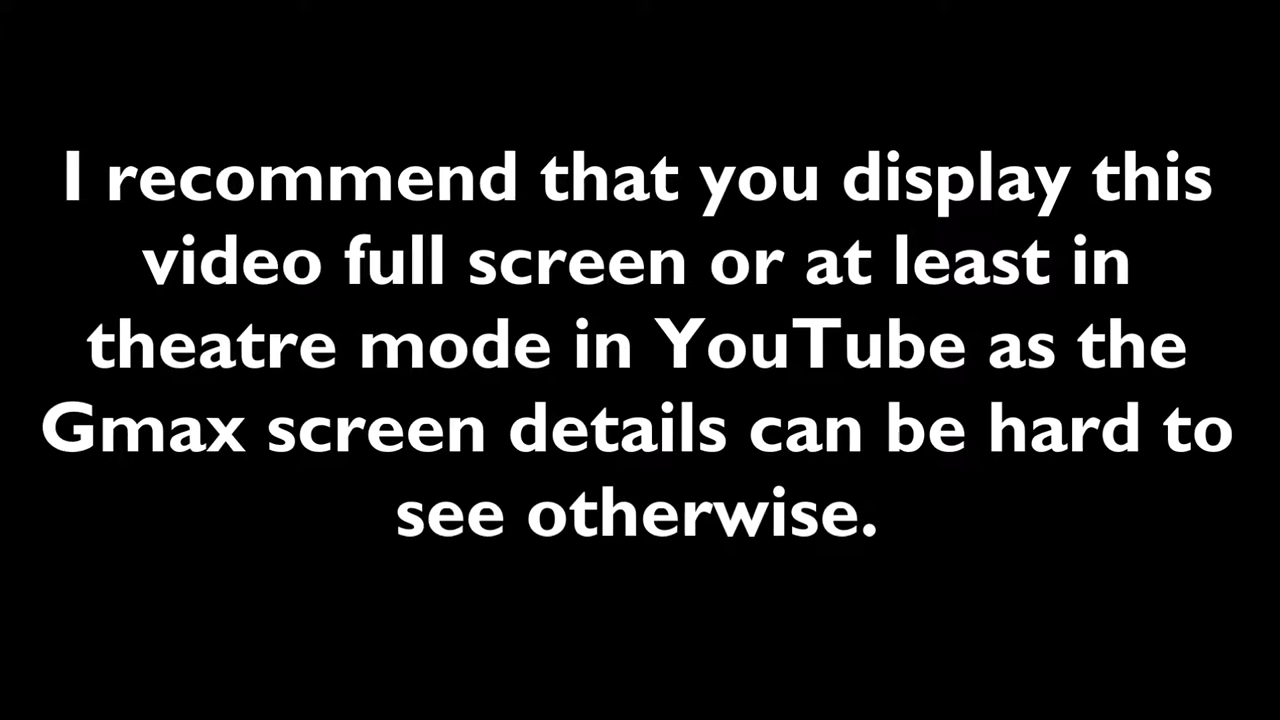 I recommend that you display this
video full screen or at least in
theatre mode in YouTube as the
Gmax screen details can be hard to
see otherwise.